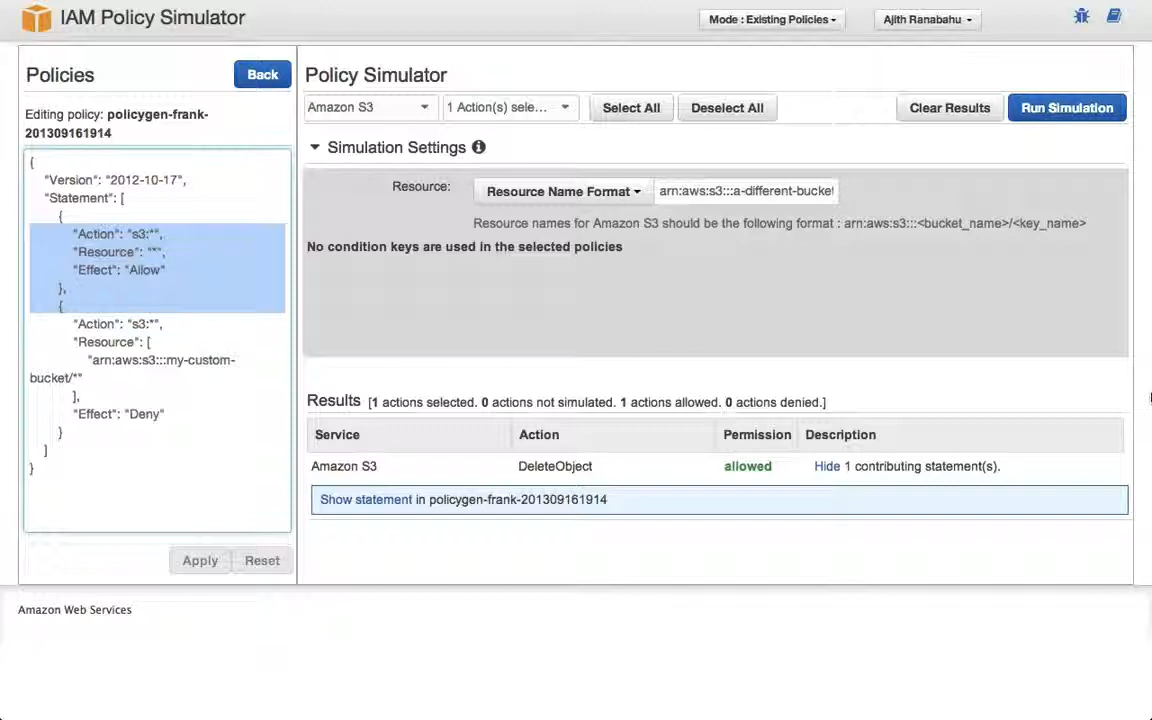 IAM Policy Simulator
Mode : Existing Policies
Ajith Ranabahu
Policies
Back
Editing policy: policygen-frank-
201309161914
{
"Version": "2012-10-17",
"Statement": [
{
"Action": "s3:*",
"Resource": "*",
"Effect": "Allow"
},
{
"Action": "s3:*",
"Resource": [
"arn:aws:s3:::my-custom-
bucket/*"
],
"Effect": "Deny"
}
]
}
Apply
Reset
Policy Simulator
Amazon S3
1 Action(s) sele...
Select All
Deselect All
Clear Results
Run Simulation
Simulation Settings
Resource:
Resource Name Format
arn:aws:s3:::a-different-bucket
Resource names for Amazon S3 should be the following format : arn:aws:s3:::<bucket_name>/<key_name>
No condition keys are used in the selected policies
Results [1 actions selected. 0 actions not simulated. 1 actions allowed. 0 actions denied.]
Service Action Permission Description
Amazon S3 DeleteObject allowed Hide 1 contributing statement(s).
Show statement in policygen-frank-201309161914
Amazon Web Services